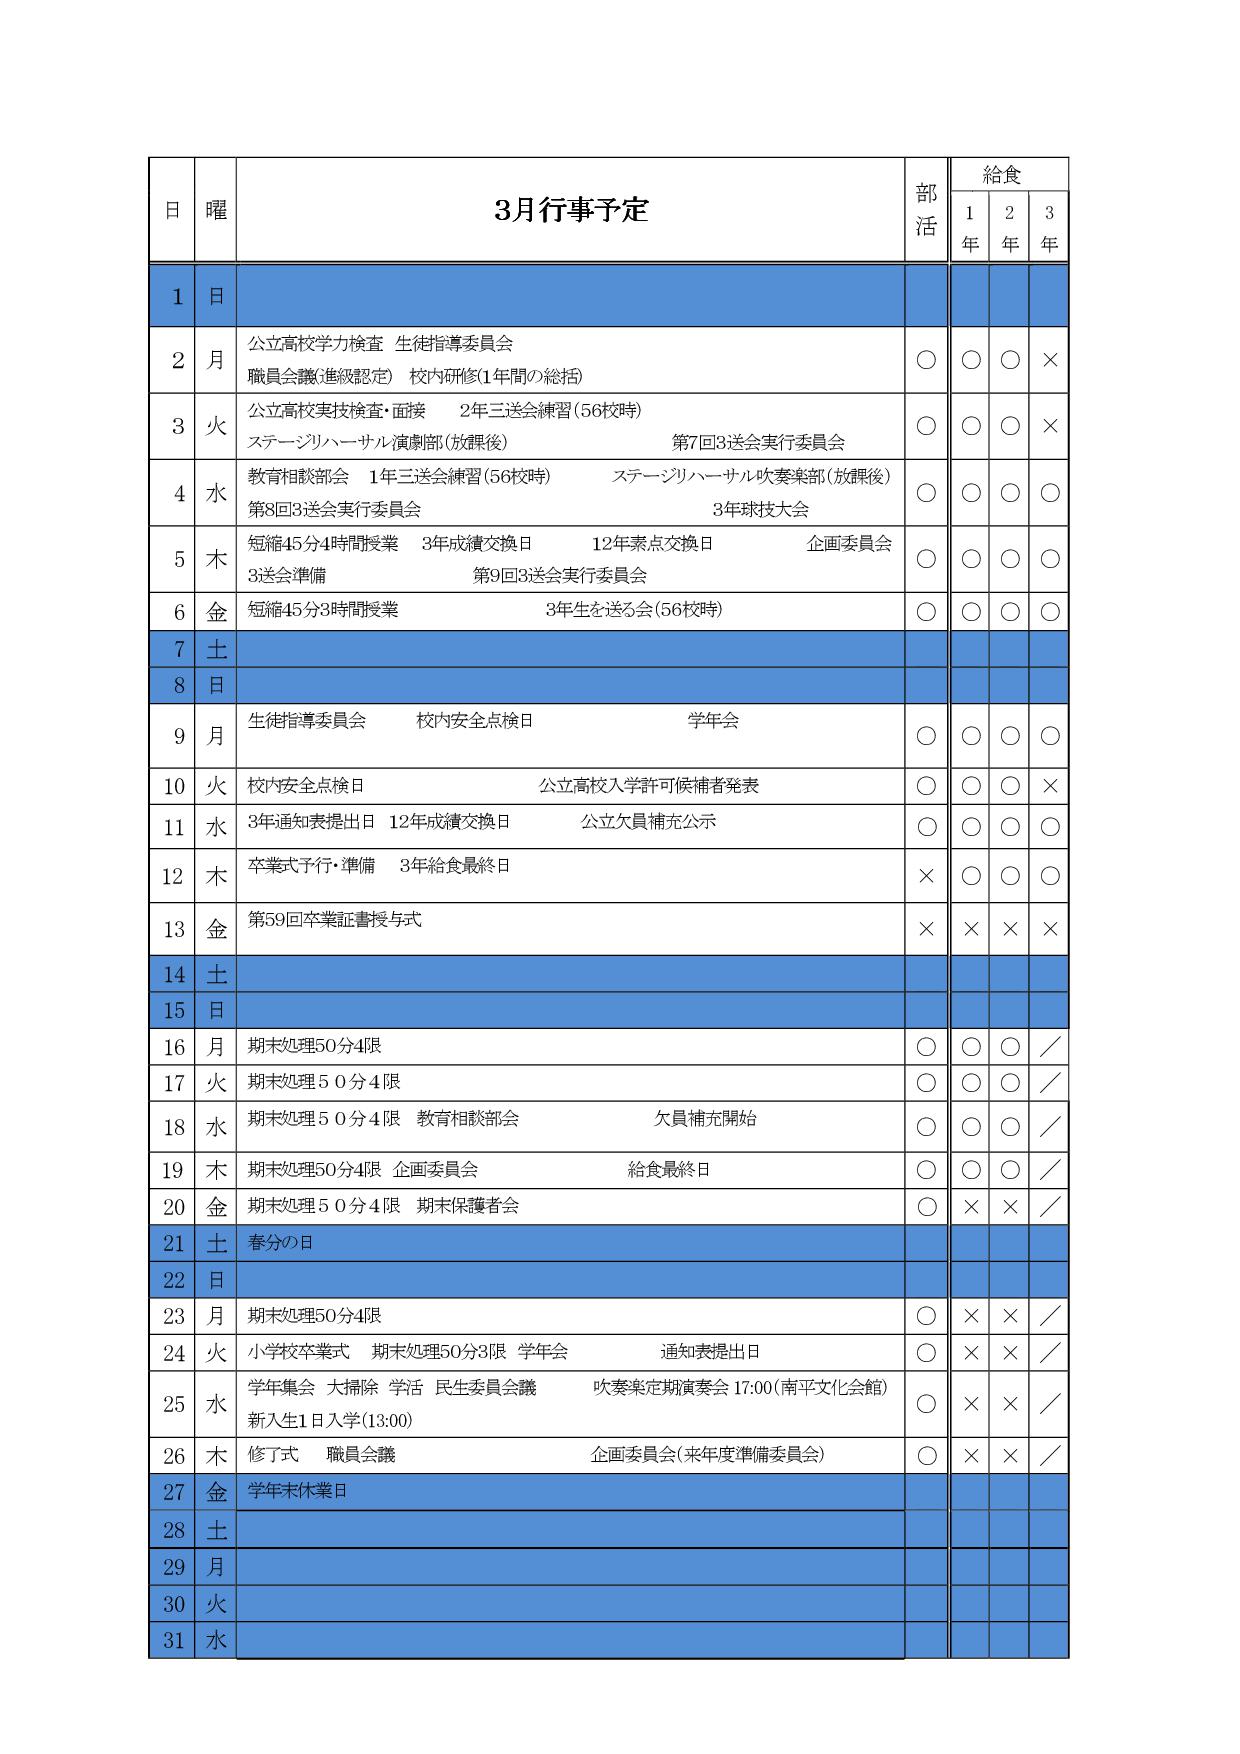 日 曜 3月行事予定 部活 給食
1年 2年 3年
1 日
2 月 公立高校学力検査 生徒指導委員会 ○ ○ ○ ×
職員会議(進級認定) 校内研修(1年間の総括)
3 火 公立高校実技検査・面接 2年三送会練習(56校時) ○ ○ ○ ×
ステージリハーサル演劇部(放課後) 第7回3送会実行委員会
4 水 教育相談部会 1年三送会練習(56校時) ステージリハーサル吹奏楽部(放課後) ○ ○ ○ ○
第8回3送会実行委員会 3年球技大会
5 木 短縮45分4時間授業 3年成績交換日 12年素点交換日 企画委員会 ○ ○ ○ ○
3送会準備 第9回3送会実行委員会
6 金 短縮45分3時間授業 3年生を送る会(56校時) ○ ○ ○ ○
7 土
8 日
9 月 生徒指導委員会 校内安全点検日 学年会 ○ ○ ○ ○
10 火 校内安全点検日 公立高校入学許可候補者発表 ○ ○ ○ ×
11 水 3年通知表提出日 12年成績交換日 公立欠員補充公示 ○ ○ ○ ○
12 木 卒業式予行・準備 3年給食最終日 × ○ ○ ○
13 金 第59回卒業証書授与式 × × × ×
14 土
15 日
16 月 期末処理50分4限 ○ ○ ○ ／
17 火 期末処理５０分４限 ○ ○ ○ ／
18 水 期末処理５０分４限 教育相談部会 欠員補充開始 ○ ○ ○ ／
19 木 期末処理50分4限 企画委員会 給食最終日 ○ ○ ○ ／
20 金 期末処理５０分４限 期末保護者会 ○ × × ／
21 土 春分の日
22 日
23 月 期末処理50分4限 ○ × × ／
24 火 小学校卒業式 期末処理50分3限 学年会 通知表提出日 ○ × × ／
25 水 学年集会 大掃除 学活 民生委員会議 吹奏楽定期演奏会 17:00(南平文化会館) ○ × × ／
新入生1日入学(13:00)
26 木 修了式 職員会議 企画委員会(来年度準備委員会) ○ × × ／
27 金 学年末休業日
28 土
29 月
30 火
31 水